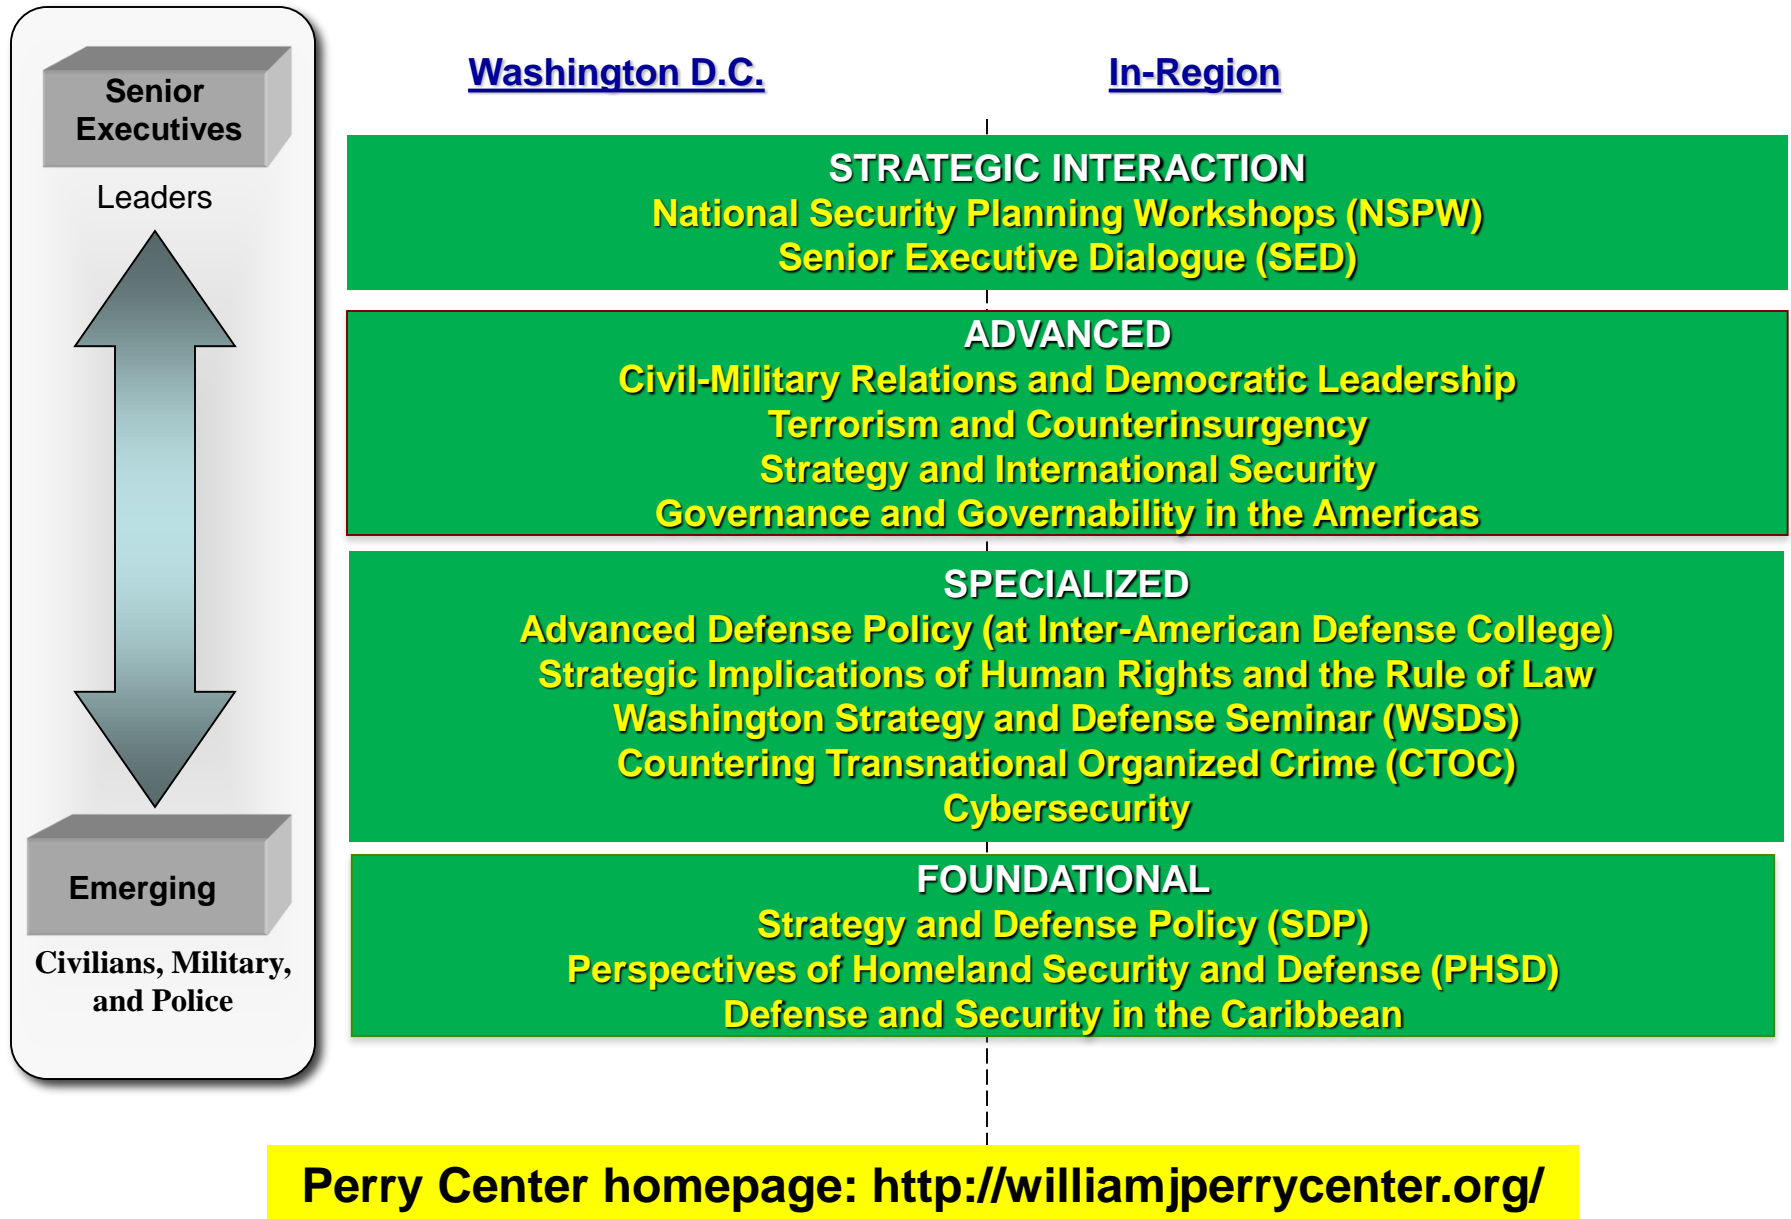 Senior
Executives
Leaders
Emerging
Civilians, Military,
and Police
Washington D.C.
In-Region
STRATEGIC INTERACTION
National Security Planning Workshops (NSPW)
Senior Executive Dialogue (SED)
ADVANCED
Civil-Military Relations and Democratic Leadership
Terrorism and Counterinsurgency
Strategy and International Security
Governance and Governability in the Americas
SPECIALIZED
Advanced Defense Policy (at Inter-American Defense College)
Strategic Implications of Human Rights and the Rule of Law
Washington Strategy and Defense Seminar (WSDS)
Countering Transnational Organized Crime (CTOC)
Cybersecurity
FOUNDATIONAL
Strategy and Defense Policy (SDP)
Perspectives of Homeland Security and Defense (PHSD)
Defense and Security in the Caribbean
Perry Center homepage: http://williamjperrycenter.org/